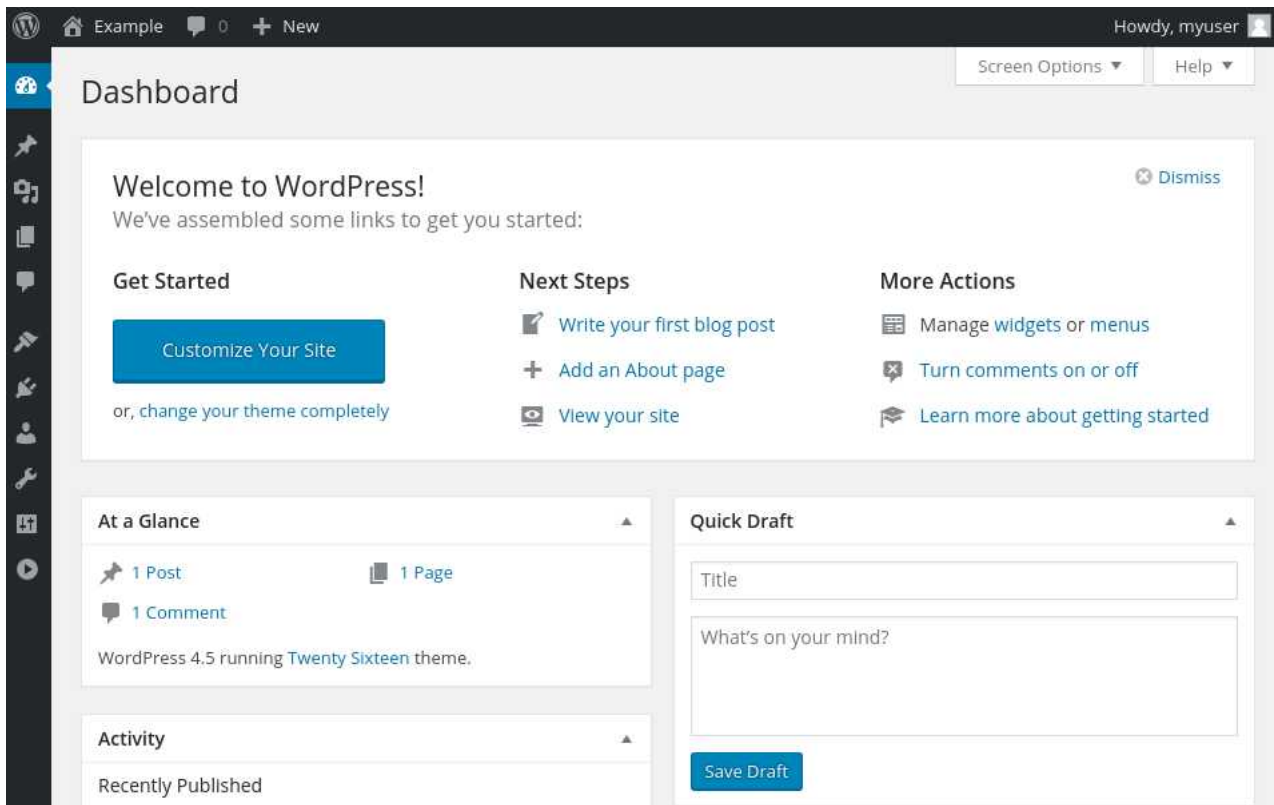 Example 0 New Howdy, myuser
Screen Options Help
Dashboard
Welcome to WordPress!
Dismiss
We've assembled some links to get you started:
Get Started
Customize Your Site
or, change your theme completely
Next Steps
Write your first blog post
Add an About page
View your site
More Actions
Manage widgets or menus
Turn comments on or off
Learn more about getting started
At a Glance
1 Post 1 Page
1 Comment
WordPress 4.5 running Twenty Sixteen theme.
Activity
Recently Published
Quick Draft
Title
What's on your mind?
Save Draft